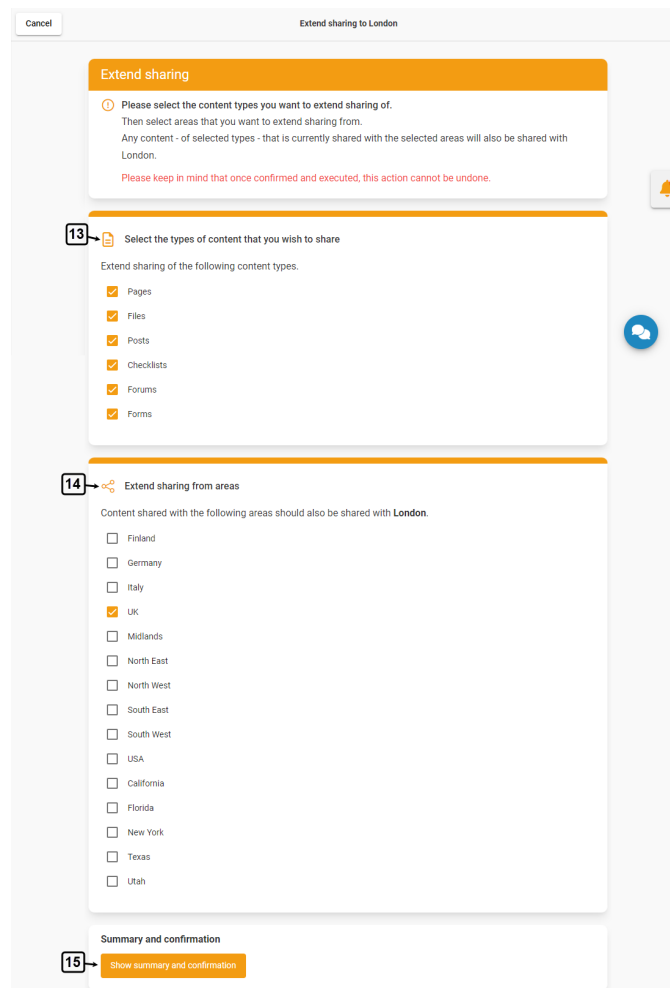 Cancel
Extend sharing to London
Extend sharing
Please select the content types you want to extend sharing of.
Then select areas that you want to extend sharing from.
Any content - of selected types - that is currently shared with the selected areas will also be shared with
London.
Please keep in mind that once confirmed and executed, this action cannot be undone.
13
Select the types of content that you wish to share
Extend sharing of the following content types.
Pages
Files
Posts
Checklists
Forums
Forms
14
Extend sharing from areas
Content shared with the following areas should also be shared with London.
Finland
Germany
Italy
UK
Midlands
North East
North West
South East
South West
USA
California
Florida
New York
Texas
Utah
Summary and confirmation
15
Show summary and confirmation